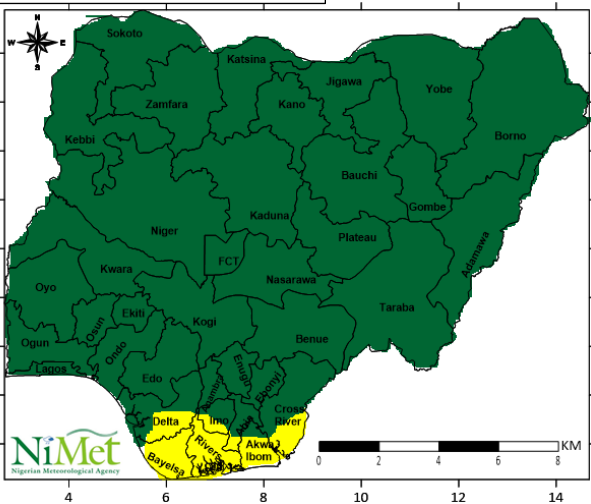 N
W E
S
Sokoto
Katsina
Jigawa
Yobe
Zamfara
Kano
Borno
Kebbi
Bauchi
Gombe
Kaduna
Niger
Plateau
Adamawa
FCT
Kwara
Nasarawa
Oyo
Taraba
Ekiti
Osun
Kogi
Ogun
Ondo
Benue
Lagos
Enugu
Edo
Ebonyi
Anambra
Cross
River
Delta
Imo
Abia
Rivers
Akwa
Ibom
Bayelsa
NiMet
Nigerian Meteorological Agency
KM
0 2 4 6 8
4 6 8 10 12 14